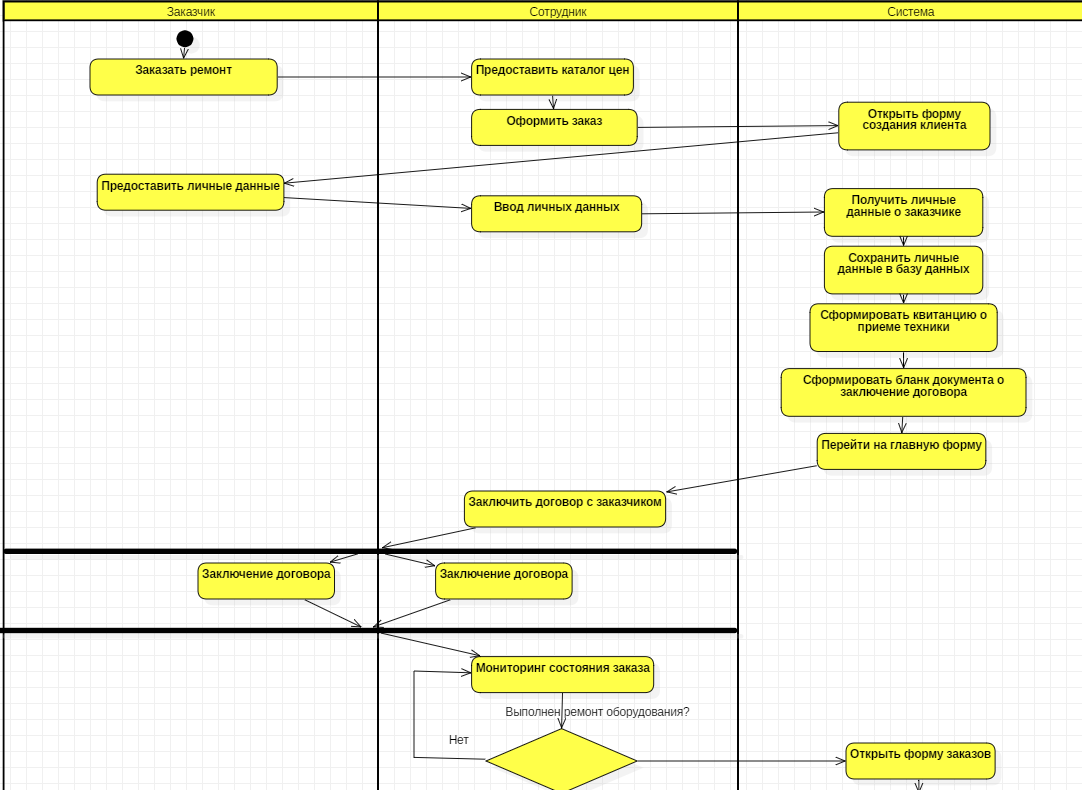 Заказчик
Сотрудник
Система
Заказать ремонт
Предоставить каталог цен
Оформить заказ
Открыть форму
создания клиента
Предоставить личные данные
Ввод личных данных
Получить личные
данные о заказчике
Сохранить личные
данные в базу данных
Сформировать квитанцию о
приеме техники
Сформировать бланк документа о
заключение договора
Перейти на главную форму
Заключить договор с заказчиком
Заключение договора
Заключение договора
Мониторинг состояния заказа
Выполнен ремонт оборудования?
Нет
Открыть форму заказов